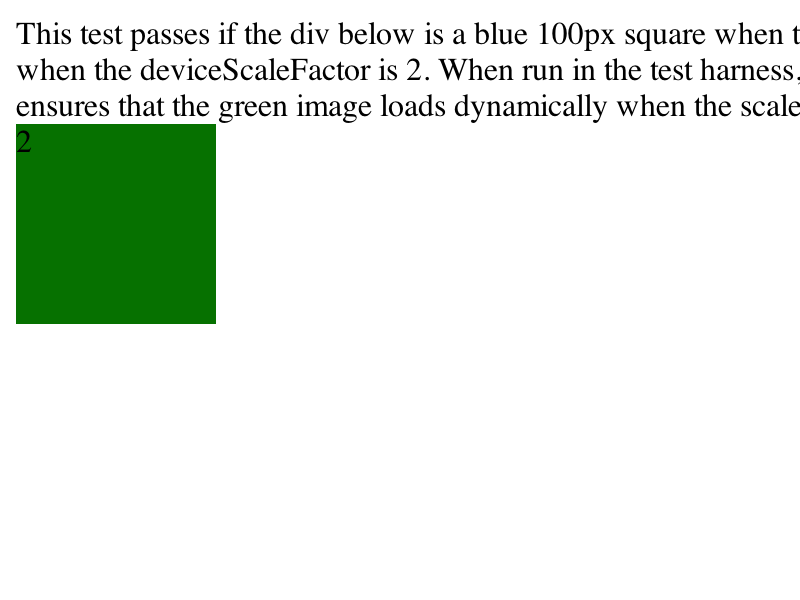 This test passes if the div below is a blue 100px square when t
when the deviceScaleFactor is 2. When run in the test harness,
ensures that the green image loads dynamically when the scale
2